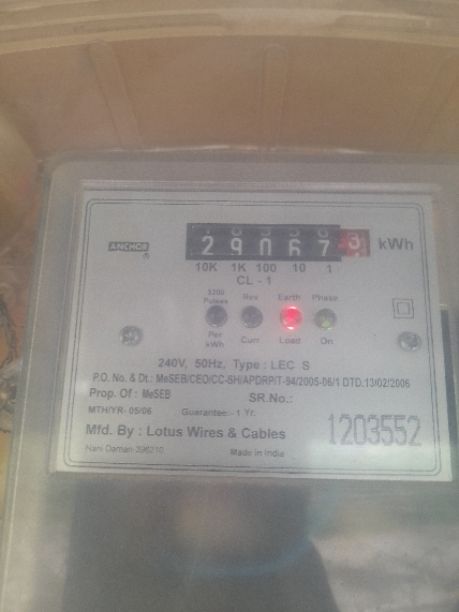 29067 3 kWh
10K 1K 100 10 1
ANCHOR
CL - 1
3200 Pulses Rev Earth Phase
Per kWh Curr Load On
240V, 50Hz, Type : LEC S
P.O. No. & Dt.: MeSEB/CEO/CC-SH/APDRP/T-94/2005-06/1 DTD.13/02/2006
Prop. Of : MeSEB SR.No.:
MTH/YR- 05/06 Guarantee:- 1 Yr.
1203552
Mfd. By : Lotus Wires & Cables
Nani Daman-396210 Made in India